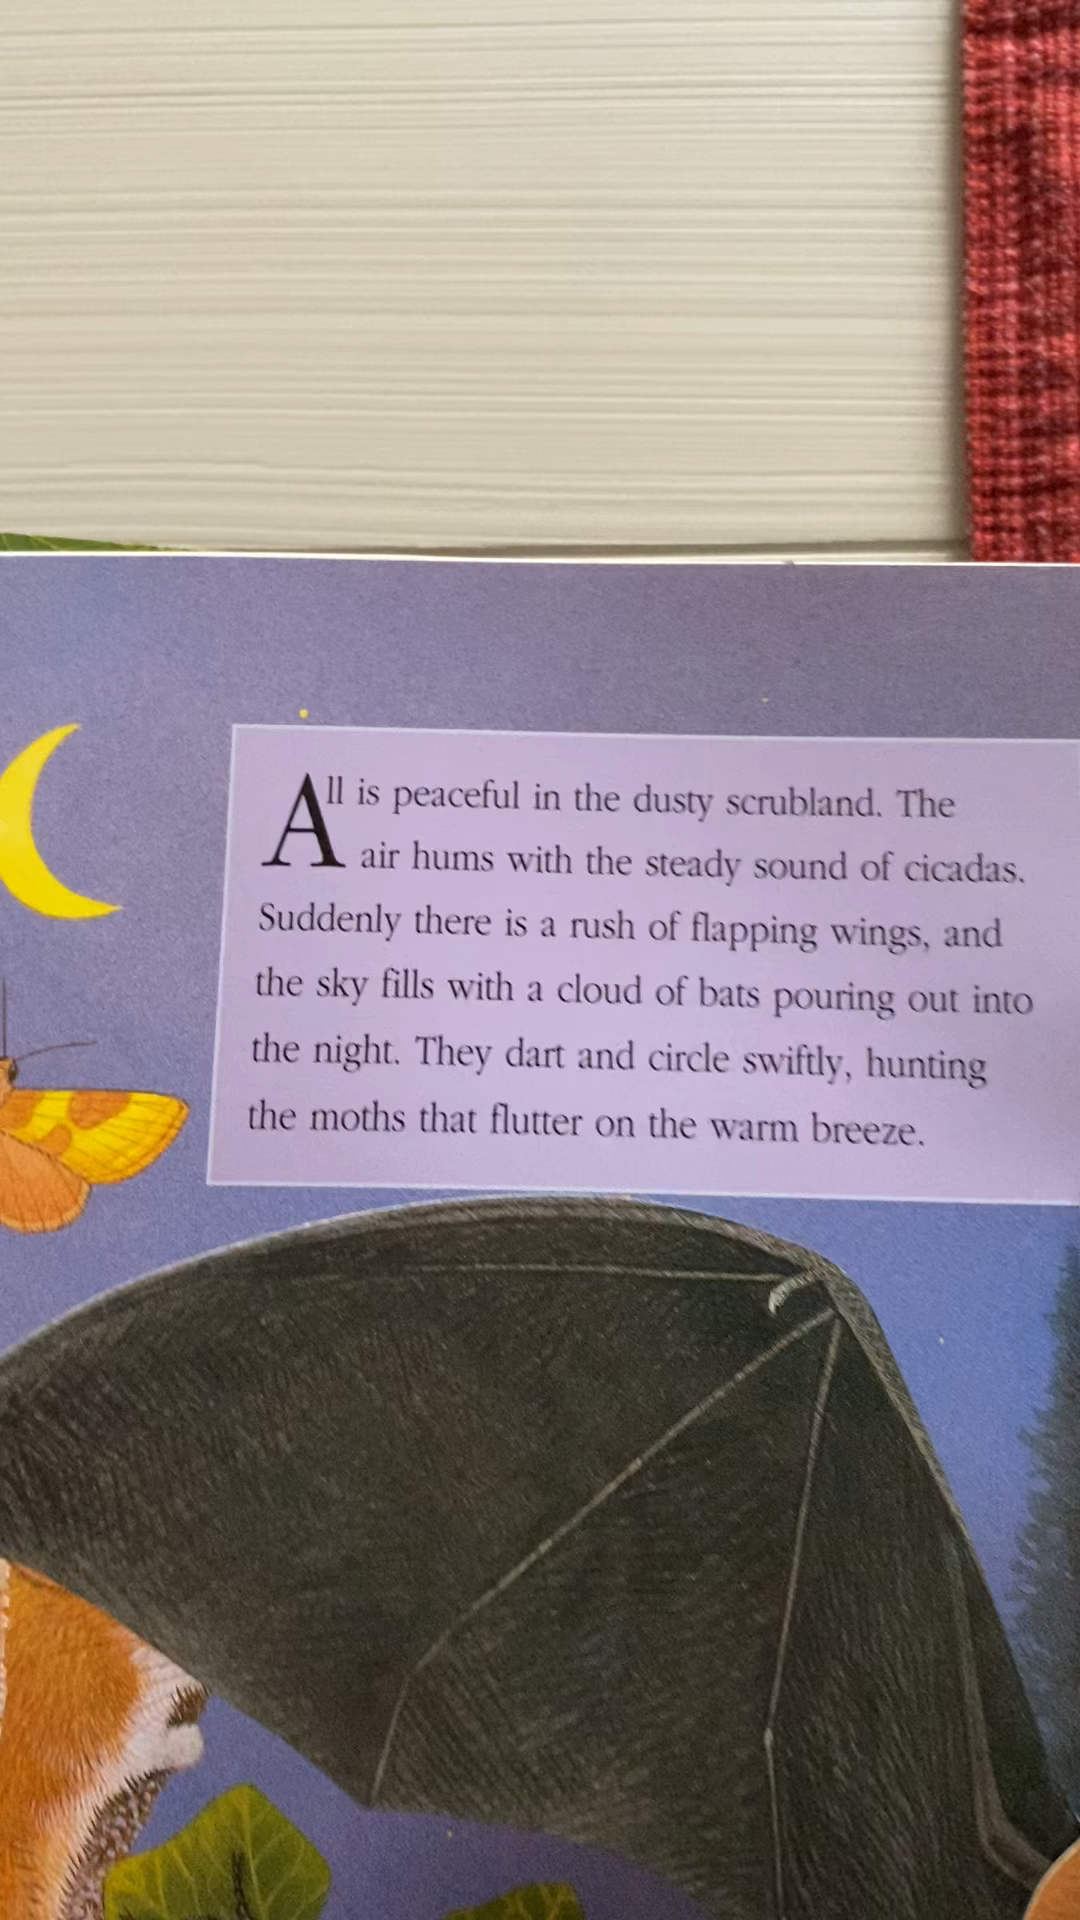 All is peaceful in the dusty scrubland. The
air hums with the steady sound of cicadas.
Suddenly there is a rush of flapping wings, and
the sky fills with a cloud of bats pouring out into
the night. They dart and circle swiftly, hunting
the moths that flutter on the warm breeze.